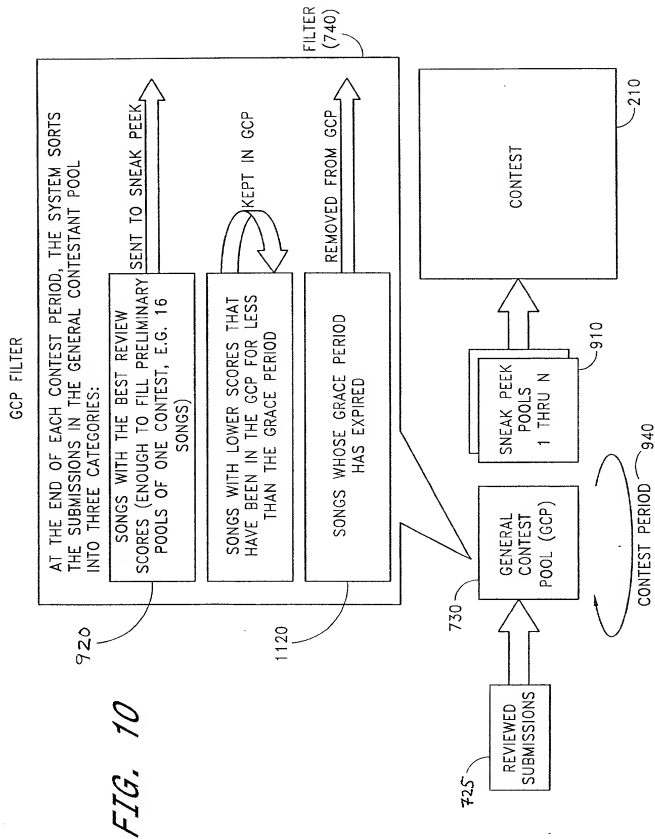 GCP FILTER
AT THE END OF EACH CONTEST PERIOD, THE SYSTEM SORTS
THE SUBMISSIONS IN THE GENERAL CONTESTANT POOL
INTO THREE CATEGORIES:
SONGS WITH THE BEST REVIEW
SCORES (ENOUGH TO FILL PRELIMINARY
POOLS OF ONE CONTEST, E.G. 16
SONGS)
SENT TO SNEAK PEEK
920
SONGS WITH LOWER SCORES THAT
HAVE BEEN IN THE GCP FOR LESS
THAN THE GRACE PERIOD
KEPT IN GCP
SONGS WHOSE GRACE PERIOD
HAS EXPIRED
REMOVED FROM GCP
1120
FILTER
(740)
FIG. 10
725
REVIEWED
SUBMISSIONS
730
GENERAL
CONTEST
POOL (GCP)
SNEAK PEEK
POOLS
1 THRU N
910
CONTEST
210
CONTEST PERIOD
940